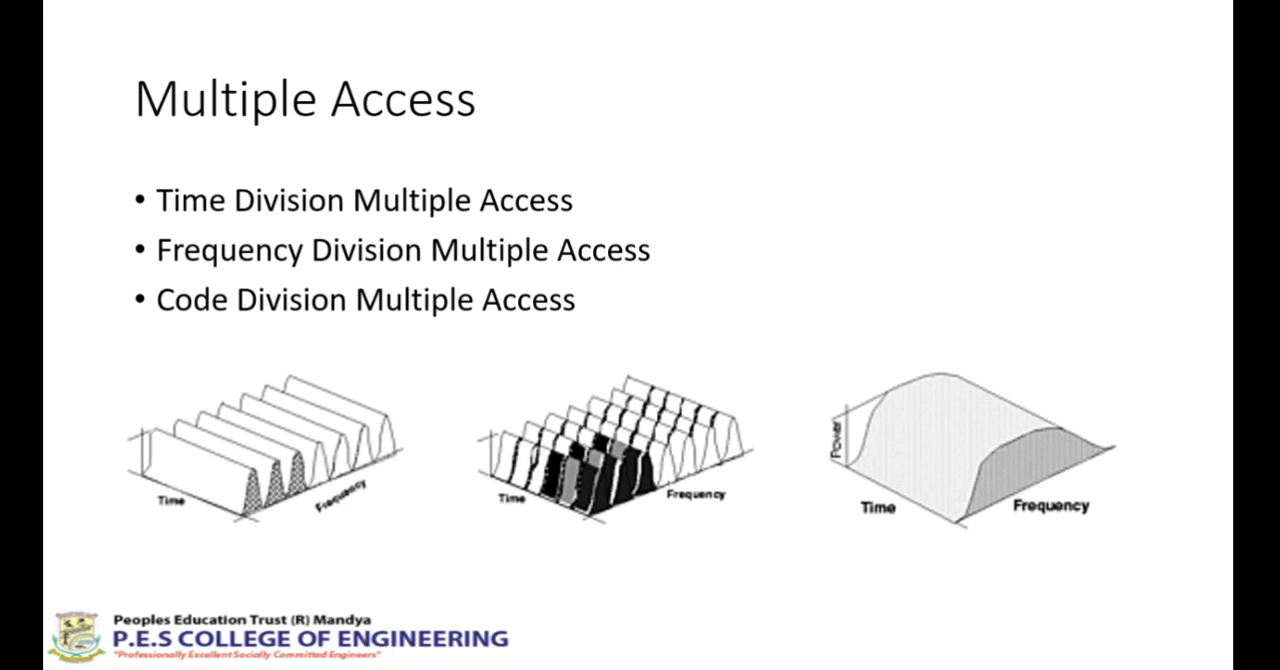 Multiple Access
• Time Division Multiple Access
• Frequency Division Multiple Access
• Code Division Multiple Access
Time
Frequency
Time
Frequency
Power
Time
Frequency
Peoples Education Trust (R) Mandya
P.E.S COLLEGE OF ENGINEERING
"Professionally Excellent Socially Committed Engineers"